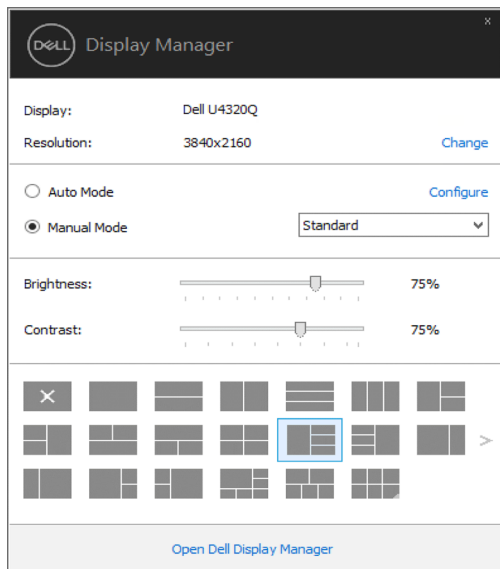 x
DELL Display Manager
Display: Dell U4320Q
Resolution: 3840x2160 Change
Auto Mode Configure
Manual Mode Standard
Brightness: 75%
Contrast: 75%
Open Dell Display Manager